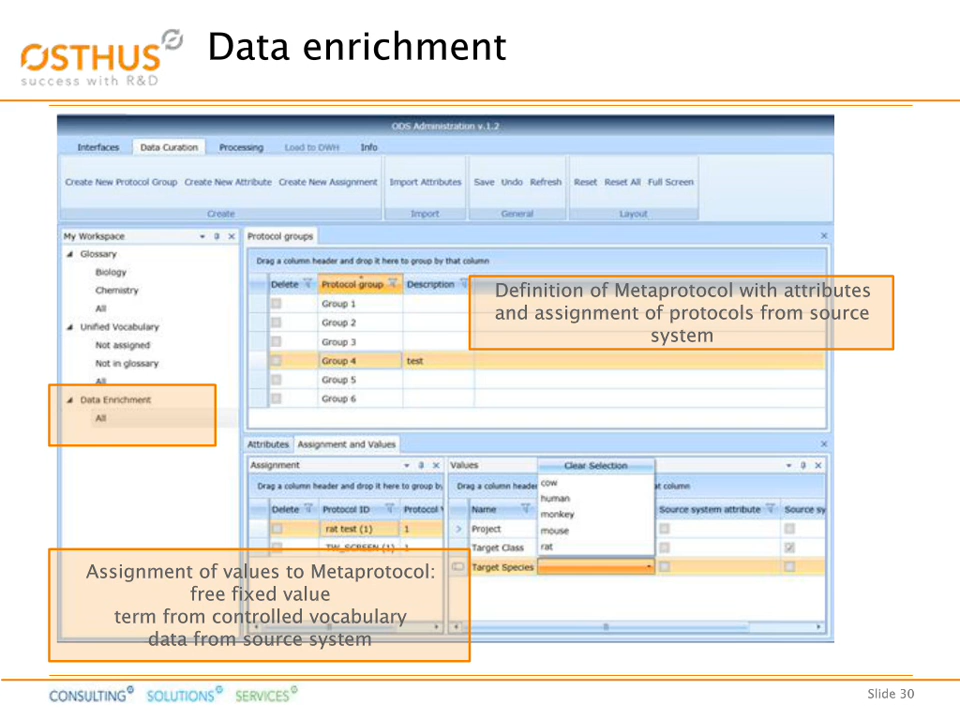 OSTHUS
success with R&D
Data enrichment
ODS Administration v.1.2
Interfaces Data Curation Processing Load to DWH Info
Create New Protocol Group Create New Attribute Create New Assignment Import Attributes Save Undo Refresh Reset Reset All Full Screen
Create Import General Layout
My Workspace
Glossary
Biology
Chemistry
All
Unified Vocabulary
Not assigned
Not in glossary
All
Data Enrichment
All
Protocol groups
Drag a column header and drop it here to group by that column
Delete Protocol group Description
Group 1
Group 2
Group 3
Group 4 test
Group 5
Group 6
Definition of Metaprotocol with attributes
and assignment of protocols from source
system
Attributes Assignment and Values
Assignment
Drag a column header and drop it here to group by
Delete Protocol ID Protocol
rat test (1) 1
TW_SCREEN (1) 1
Values
Drag a column header at column
Name Source system attribute Source sy
Project
Target Class
Target Species
Clear Selection
cow
human
monkey
mouse
rat
Assignment of values to Metaprotocol:
free fixed value
term from controlled vocabulary
data from source system
CONSULTING SOLUTIONS SERVICES
Slide 30